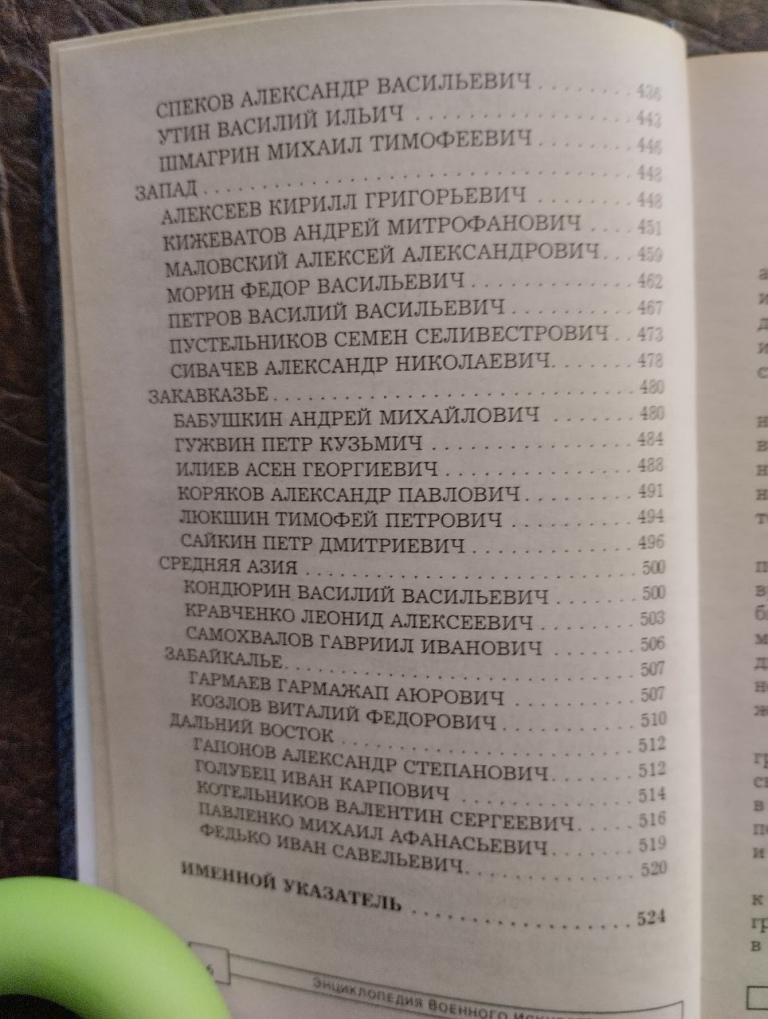 СПЕКОВ АЛЕКСАНДР ВАСИЛЬЕВИЧ . . . . . . . . 436
УТИН ВАСИЛИЙ ИЛЬИЧ . . . . . . . . . . . . . . . . . 443
ШМАГРИН МИХАИЛ ТИМОФЕЕВИЧ . . . . . . . . 446
ЗАПАД . . . . . . . . . . . . . . . . . . . . . . . . . . . . . . . . . . 448
АЛЕКСЕЕВ КИРИЛЛ ГРИГОРЬЕВИЧ . . . . . . . . 448
КИЖЕВАТОВ АНДРЕЙ МИТРОФАНОВИЧ . . . . 451
МАЛОВСКИЙ АЛЕКСЕЙ АЛЕКСАНДРОВИЧ . . . 459
МОРИН ФЕДОР ВАСИЛЬЕВИЧ . . . . . . . . . . . . . 462
ПЕТРОВ ВАСИЛИЙ ВАСИЛЬЕВИЧ . . . . . . . . . . 467
ПУСТЕЛЬНИКОВ СЕМЕН СЕЛИВЕСТРОВИЧ . . 473
СИВАЧЕВ АЛЕКСАНДР НИКОЛАЕВИЧ. . . . . . . 478
ЗАКАВКАЗЬЕ . . . . . . . . . . . . . . . . . . . . . . . . . . . . . 480
БАБУШКИН АНДРЕЙ МИХАЙЛОВИЧ . . . . . . . 480
ГУЖВИН ПЕТР КУЗЬМИЧ . . . . . . . . . . . . . . . . 484
ИЛИЕВ АСЕН ГЕОРГИЕВИЧ . . . . . . . . . . . . . . . 488
КОРЯКОВ АЛЕКСАНДР ПАВЛОВИЧ . . . . . . . . . 491
ЛЮКШИН ТИМОФЕЙ ПЕТРОВИЧ . . . . . . . . . . 494
САЙКИН ПЕТР ДМИТРИЕВИЧ . . . . . . . . . . . . . 496
СРЕДНЯЯ АЗИЯ . . . . . . . . . . . . . . . . . . . . . . . . . . 500
КОНДЮРИН ВАСИЛИЙ ВАСИЛЬЕВИЧ . . . . . . . 500
КРАВЧЕНКО ЛЕОНИД АЛЕКСЕЕВИЧ . . . . . . . . 503
САМОХВАЛОВ ГАВРИИЛ ИВАНОВИЧ . . . . . . . 506
ЗАБАЙКАЛЬЕ . . . . . . . . . . . . . . . . . . . . . . . . . . . . 507
ГАРМАЕВ ГАРМАЖАП АЮРОВИЧ . . . . . . . . . . 507
КОЗЛОВ ВИТАЛИЙ ФЕДОРОВИЧ . . . . . . . . . . . 510
ДАЛЬНИЙ ВОСТОК . . . . . . . . . . . . . . . . . . . . . . . 512
ГАПОНОВ АЛЕКСАНДР СТЕПАНОВИЧ . . . . . . . 512
ГОЛУБЕЦ ИВАН КАРПОВИЧ . . . . . . . . . . . . . . 514
КОТЕЛЬНИКОВ ВАЛЕНТИН СЕРГЕЕВИЧ . . . . . 516
ПАВЛЕНКО МИХАИЛ АФАНАСЬЕВИЧ . . . . . . . 519
ФЕДЬКО ИВАН САВЕЛЬЕВИЧ . . . . . . . . . . . . . . 520
ИМЕННОЙ УКАЗАТЕЛЬ . . . . . . . . . . . . . . . . . . 524
6
ЭНЦИКЛОПЕДИЯ ВОЕННОГО